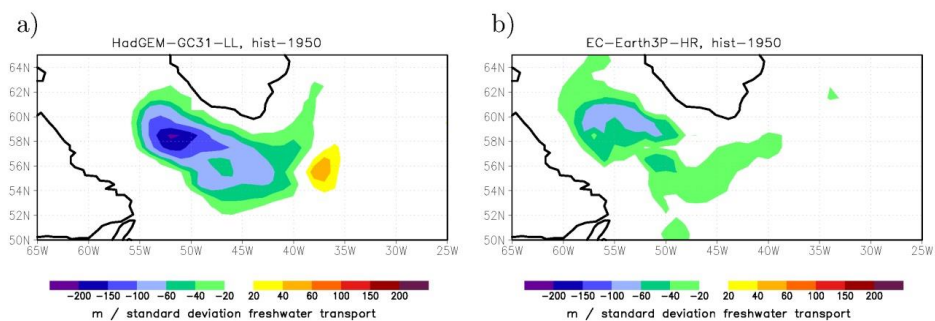 a)
HadGEM-GC31-LL, hist-1950
64N
62N
60N
58N
56N
54N
52N
50N
65W 60W 55W 50W 45W 40W 35W 30W 25W
-200 -150 -100 -60 -40 -20 20 40 60 100 150 200
m / standard deviation freshwater transport
b)
EC-Earth3P-HR, hist-1950
64N
62N
60N
58N
56N
54N
52N
50N
65W 60W 55W 50W 45W 40W 35W 30W 25W
-200 -150 -100 -60 -40 -20 20 40 60 100 150 200
m / standard deviation freshwater transport